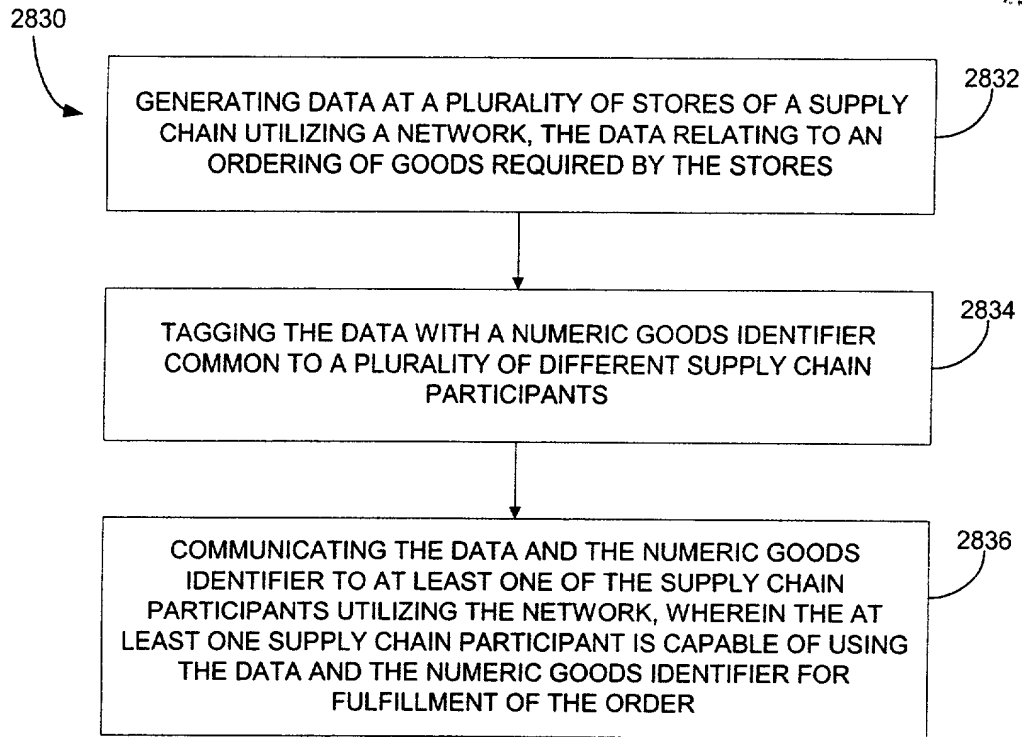 2830
GENERATING DATA AT A PLURALITY OF STORES OF A SUPPLY
CHAIN UTILIZING A NETWORK, THE DATA RELATING TO AN
ORDERING OF GOODS REQUIRED BY THE STORES
2832
TAGGING THE DATA WITH A NUMERIC GOODS IDENTIFIER
COMMON TO A PLURALITY OF DIFFERENT SUPPLY CHAIN
PARTICIPANTS
2834
COMMUNICATING THE DATA AND THE NUMERIC GOODS
IDENTIFIER TO AT LEAST ONE OF THE SUPPLY CHAIN
PARTICIPANTS UTILIZING THE NETWORK, WHEREIN THE AT
LEAST ONE SUPPLY CHAIN PARTICIPANT IS CAPABLE OF USING
THE DATA AND THE NUMERIC GOODS IDENTIFIER FOR
FULFILLMENT OF THE ORDER
2836